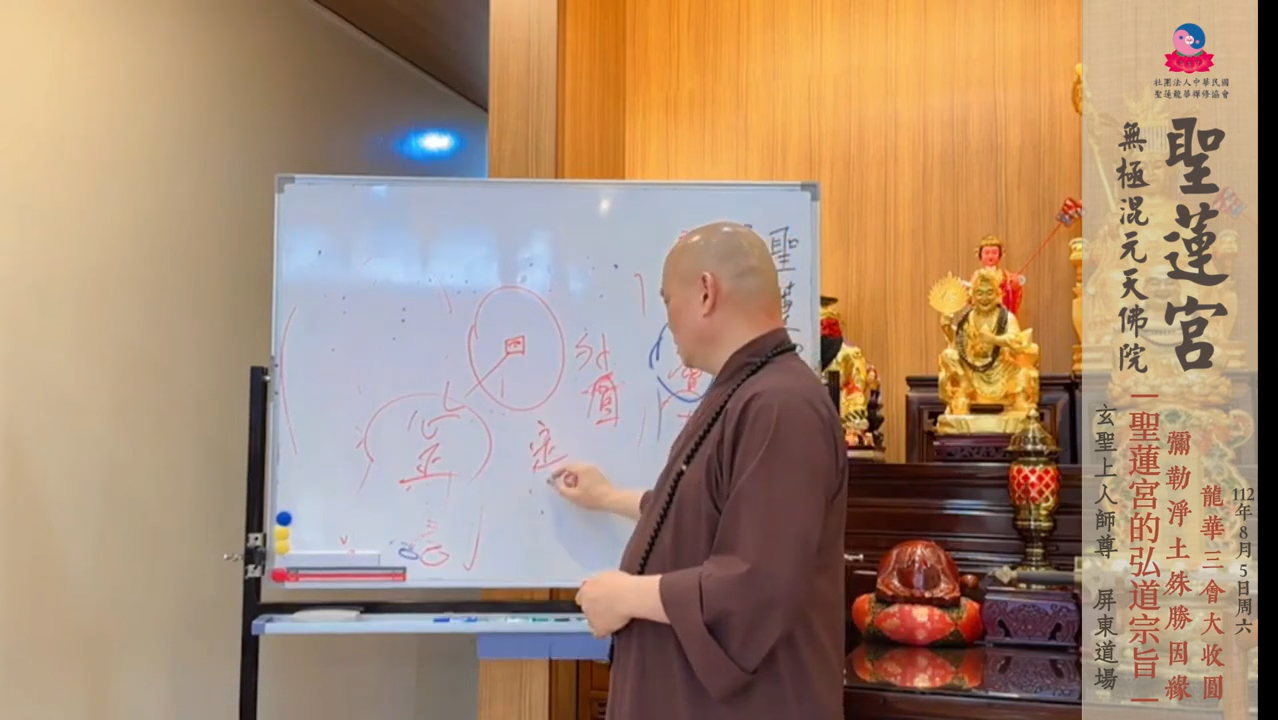 社團法人中華民國
聖蓮龍華禪修協會
聖蓮宮
無極混元天佛院
112年8月5日周六
龍華三會大收圓
彌勒淨土殊勝因緣
聖蓮宮的弘道宗旨
玄聖上人師尊 屏東道場
聖蓮
外
定